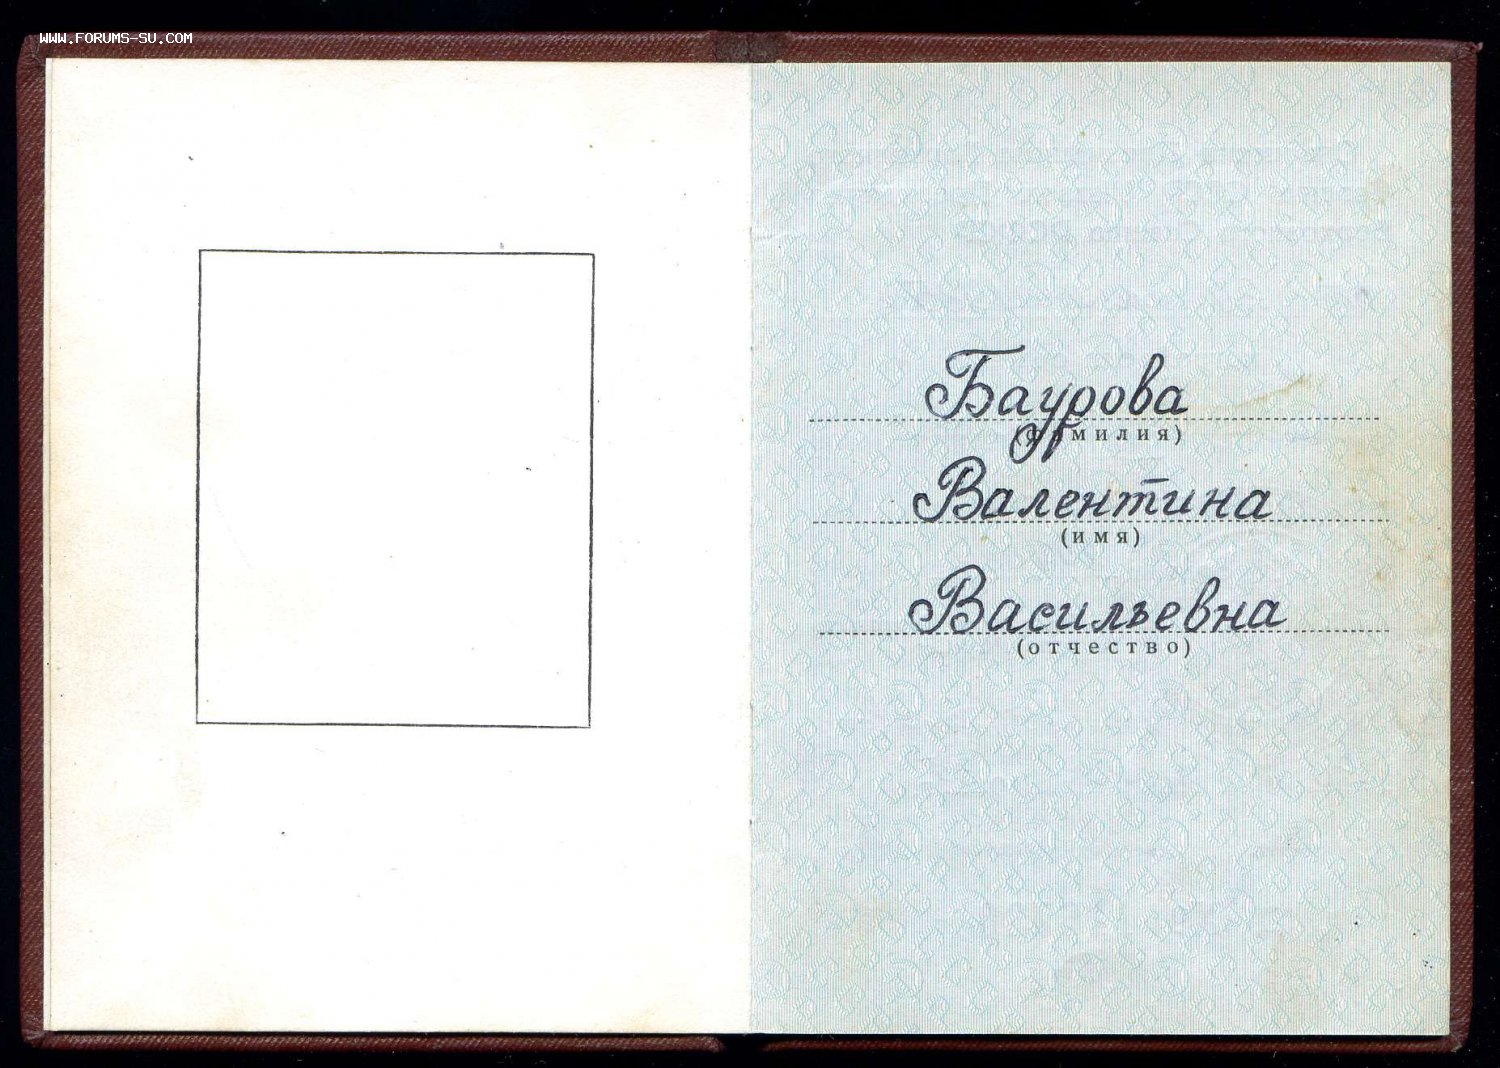 WWW.FORUMS-SU.COM
Баурова
(фамилия)
Валентина
(имя)
Васильевна
(отчество)